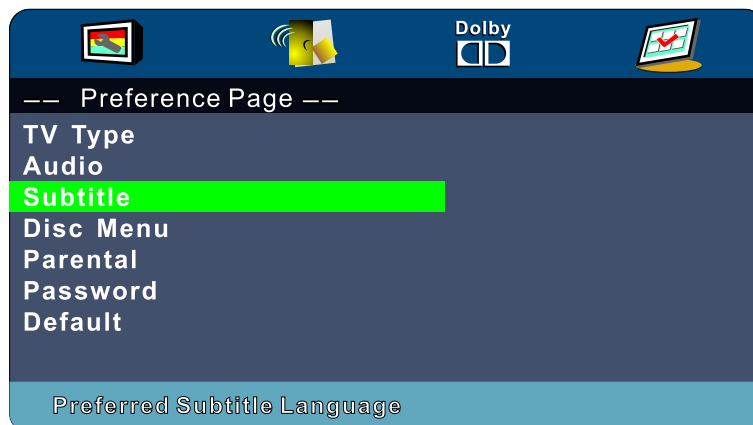 Dolby
—— Preference Page ——
TV Type
Audio
Subtitle
Disc Menu
Parental
Password
Default
Preferred Subtitle Language